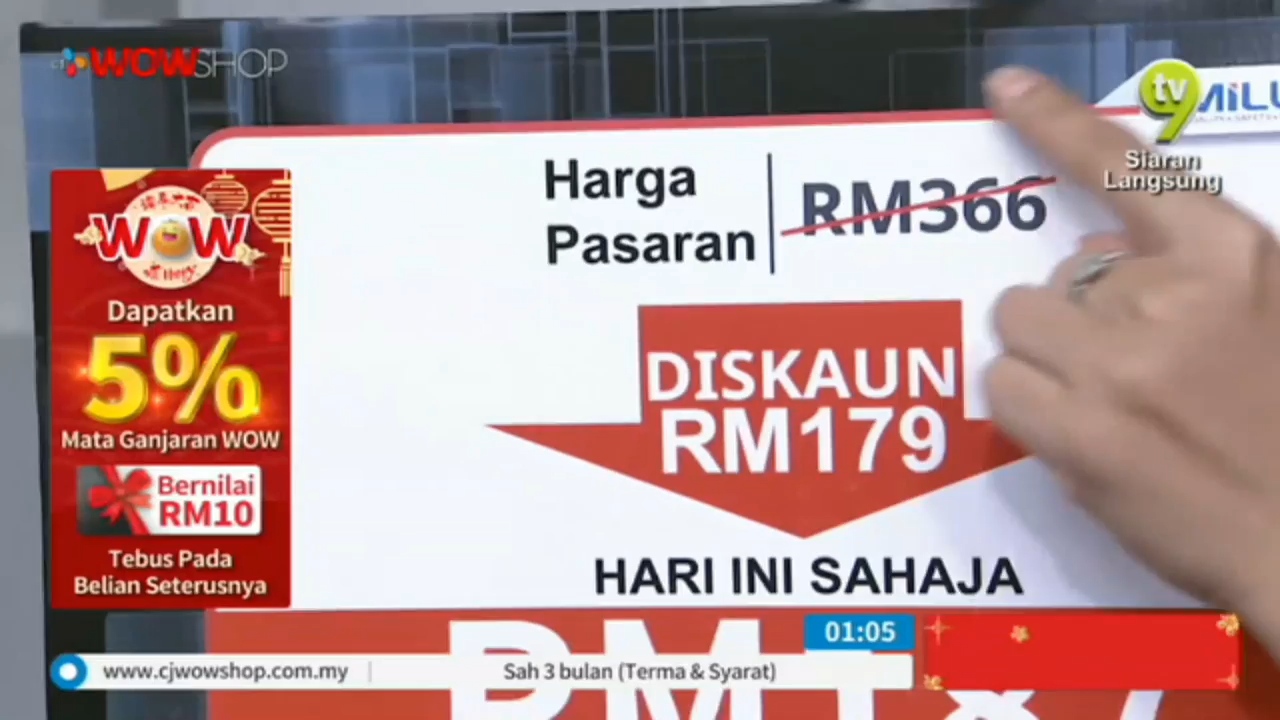 WOWSHOP
tv9
Siaran
Langsung
Harga
Pasaran
RM366
WOW
Dapatkan
5%
Mata Ganjaran WOW
Bernilai
RM10
Tebus Pada
Belian Seterusnya
DISKAUN
RM179
HARI INI SAHAJA
01:05
www.cjwowshop.com.my
Sah 3 bulan (Terma & Syarat)